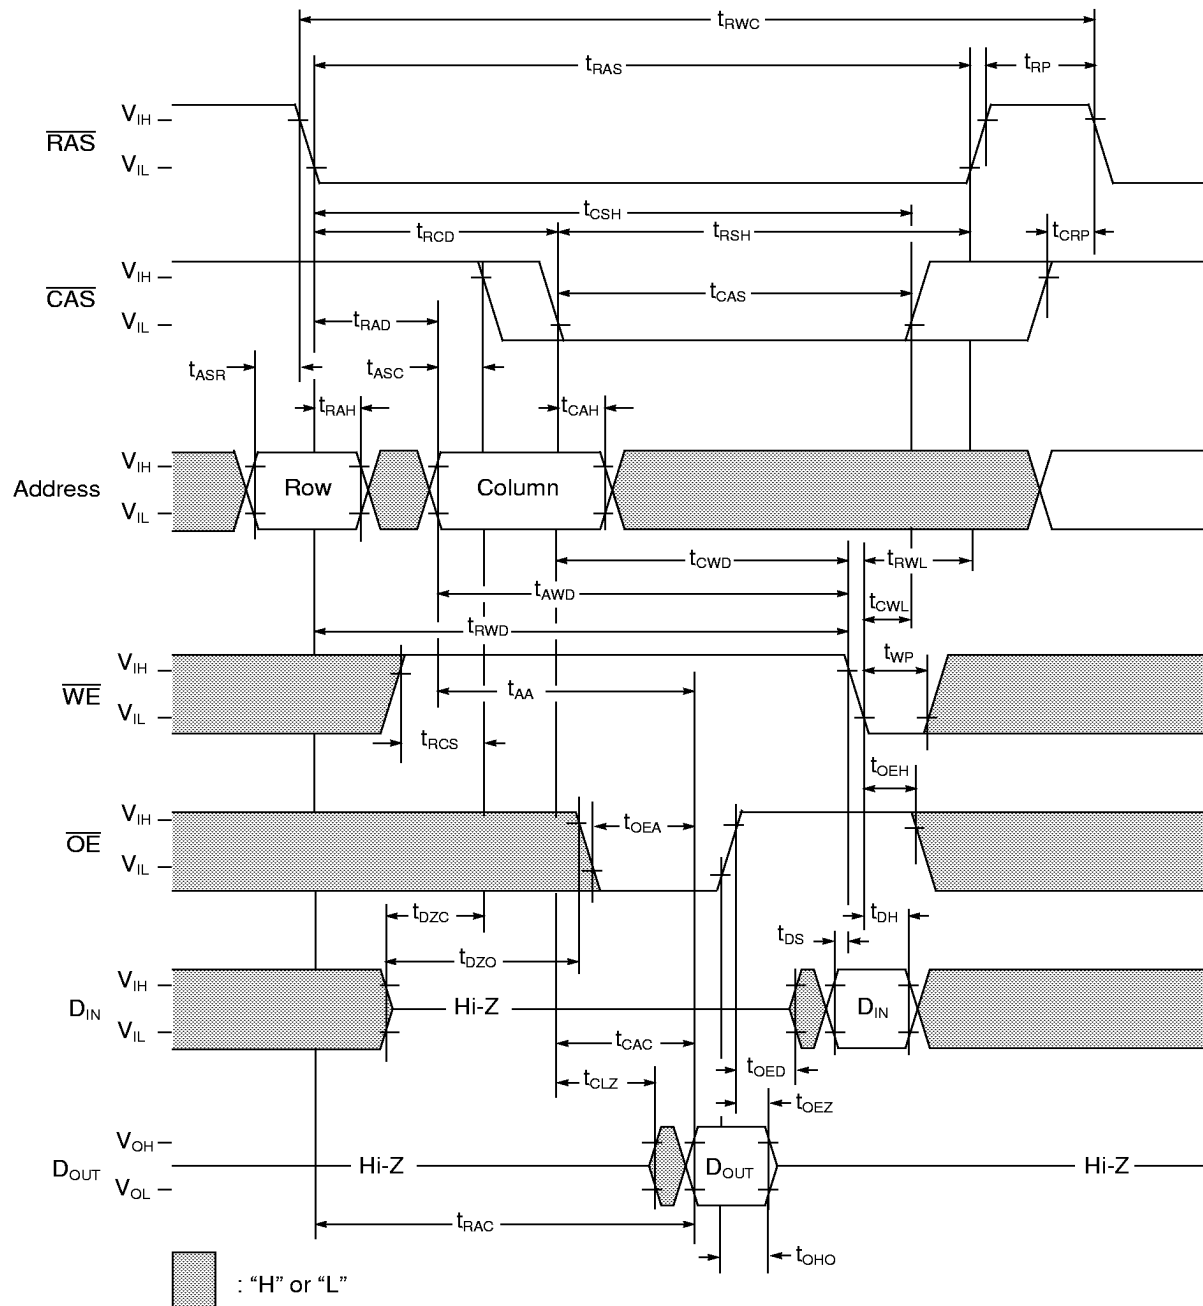 tRWC
tRAS
tRP
VIH
RAS
VIL
tCSH
tRCD
tRSH
tCRP
VIH
CAS
VIL
tCAS
tRAD
tASR
tASC
tRAH
tCAH
VIH
Address
VIL
Row
Column
tCWD
tRWL
tAWD
tCWL
tRWD
tWP
VIH
WE
VIL
tAA
tRCS
tOEH
VIH
OE
VIL
tOEA
tDZC
tDH
tDS
tDZO
VIH
DIN
VIL
Hi-Z
DIN
tCAC
tOED
tCLZ
tOEZ
VOH
DOUT
VOL
Hi-Z
DOUT
Hi-Z
tRAC
tOHO
: “H” or “L”